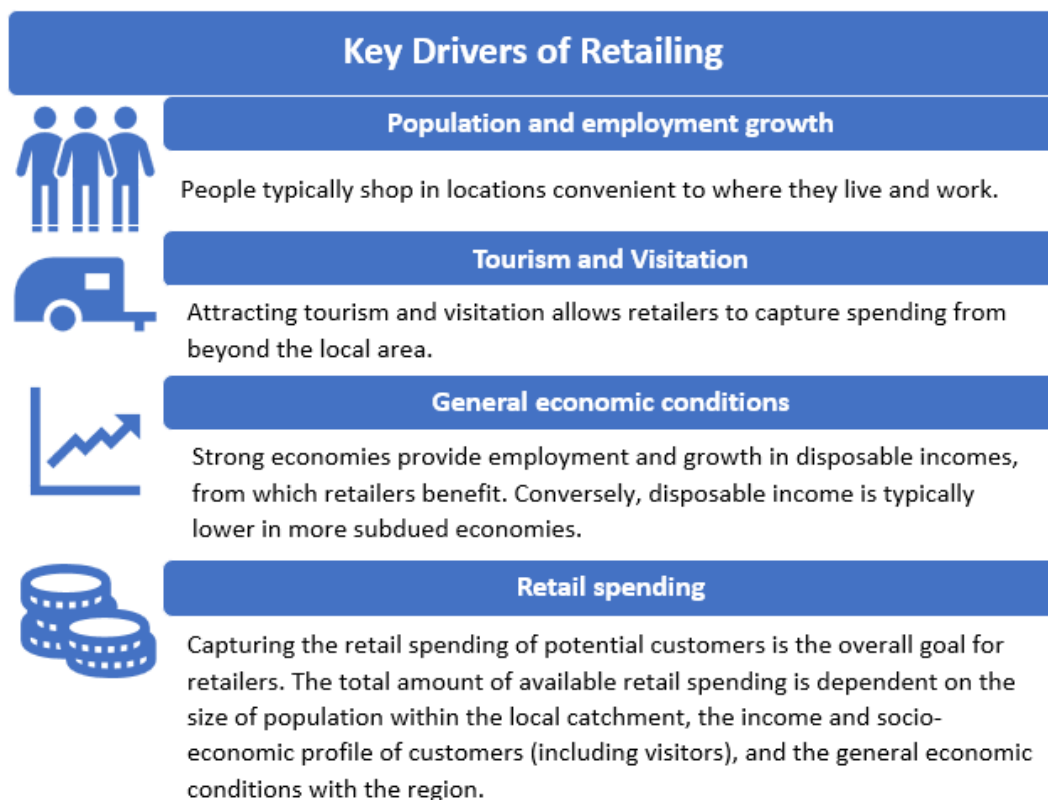 Key Drivers of Retailing
Population and employment growth
People typically shop in locations convenient to where they live and work.
Tourism and Visitation
Attracting tourism and visitation allows retailers to capture spending from
beyond the local area.
General economic conditions
Strong economies provide employment and growth in disposable incomes,
from which retailers benefit. Conversely, disposable income is typically
lower in more subdued economies.
Retail spending
Capturing the retail spending of potential customers is the overall goal for
retailers. The total amount of available retail spending is dependent on the
size of population within the local catchment, the income and socio-
economic profile of customers (including visitors), and the general economic
conditions with the region.